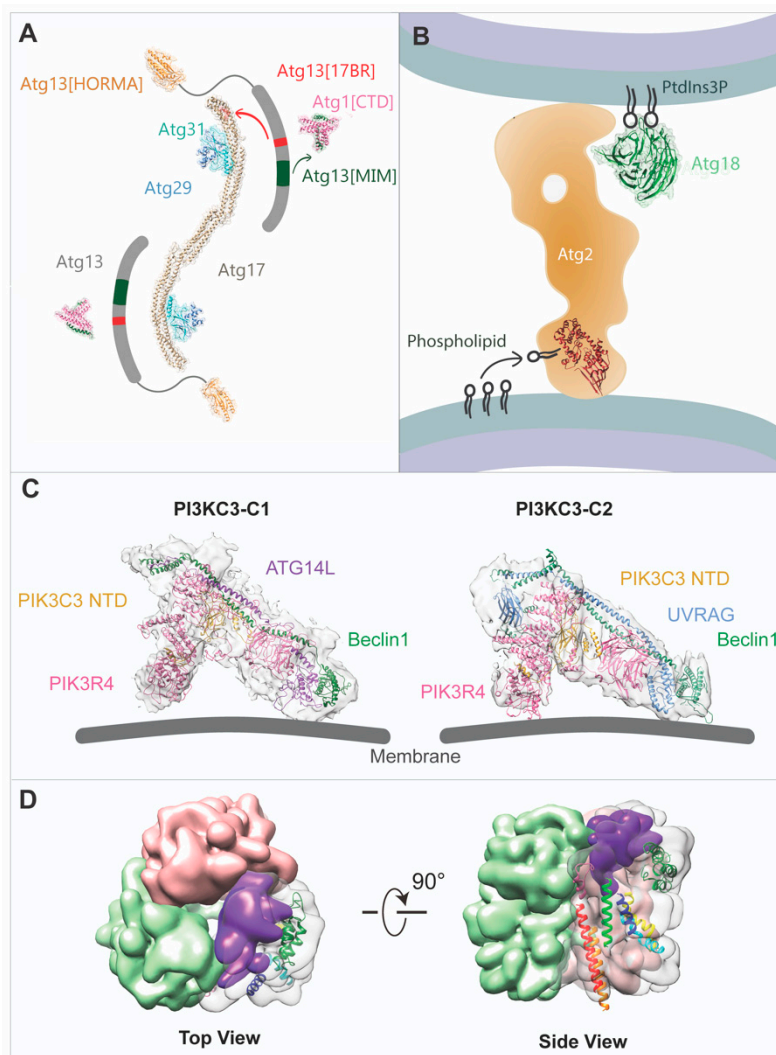 A
Atg13[HORMA]
Atg13[17BR]
Atg1[CTD]
Atg31
Atg13[MIM]
Atg29
Atg13
Atg17
B
PtdIns3P
Atg18
Atg2
Phospholipid
C
PI3KC3-C1
PI3KC3-C2
ATG14L
PIK3C3 NTD
PIK3C3 NTD
UVRAG
Beclin1
Beclin1
PIK3R4
PIK3R4
Membrane
D
90°
Top View
Side View